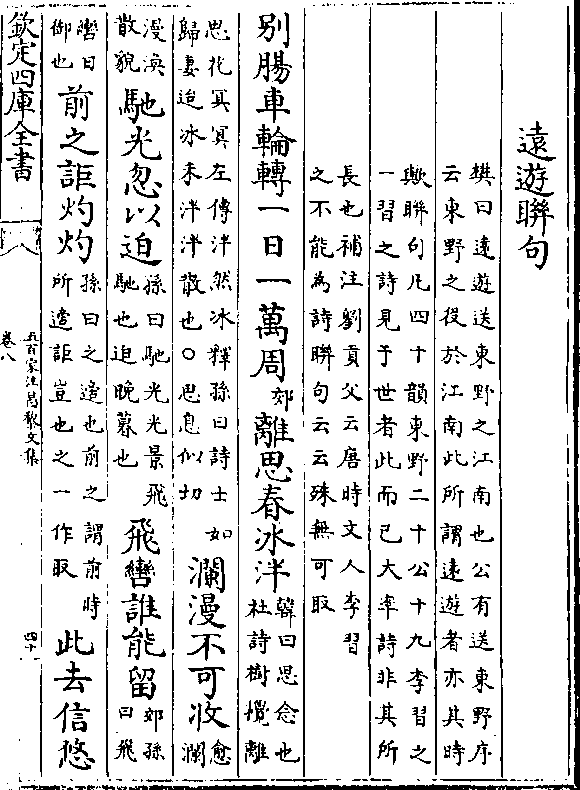 遠遊聯句
樊曰遠遊送東野之江南也公有送東野序
云東野之役於江南此所謂遠遊者亦其時
歟聯句凡四十韻東野二十公十九李習之
一習之詩見于世者此而已大率詩非其所
長也補注劉貢父云唐時文人李習
之不能為詩聯句云云殊無可取
別腸車輪轉一日一萬周郊離思春冰泮韓曰思念也杜詩樹攪離
思花冥冥左傳泮然冰釋孫曰詩士如歸妻迨冰未泮泮散也○思息似切瀾漫不可收愈瀾
漫渙散貌馳光忽以迫孫曰馳光光景飛馳也迫晚暮也飛轡誰能留郊孫曰飛
轡日御也前之詎灼灼孫曰之適也前之謂前時所適詎豈也之一作取此去信悠
欽定四庫全書
五百家注昌黎文集
卷八
四十